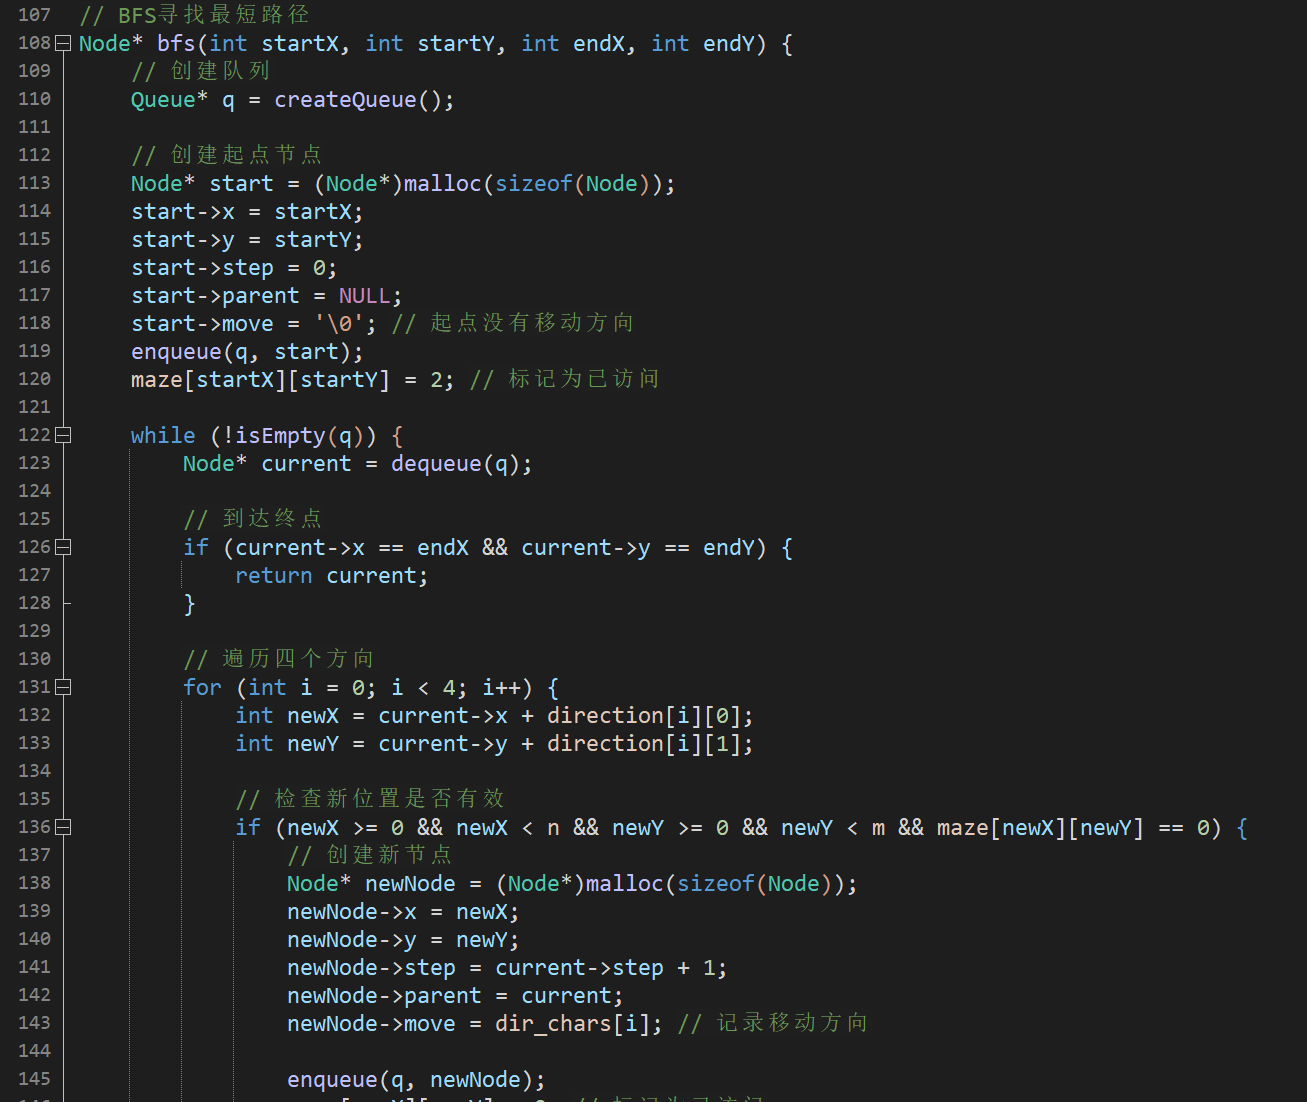 107 // BFS寻找最短路径
108 Node* bfs(int startX, int startY, int endX, int endY) {
109     // 创建队列
110     Queue* q = createQueue();
111
112     // 创建起点节点
113     Node* start = (Node*)malloc(sizeof(Node));
114     start->x = startX;
115     start->y = startY;
116     start->step = 0;
117     start->parent = NULL;
118     start->move = '\0'; // 起点没有移动方向
119     enqueue(q, start);
120     maze[startX][startY] = 2; // 标记为已访问
121
122     while (!isEmpty(q)) {
123         Node* current = dequeue(q);
124
125         // 到达终点
126         if (current->x == endX && current->y == endY) {
127             return current;
128         }
129
130         // 遍历四个方向
131         for (int i = 0; i < 4; i++) {
132             int newX = current->x + direction[i][0];
133             int newY = current->y + direction[i][1];
134
135             // 检查新位置是否有效
136             if (newX >= 0 && newX < n && newY >= 0 && newY < m && maze[newX][newY] == 0) {
137                 // 创建新节点
138                 Node* newNode = (Node*)malloc(sizeof(Node));
139                 newNode->x = newX;
140                 newNode->y = newY;
141                 newNode->step = current->step + 1;
142                 newNode->parent = current;
143                 newNode->move = dir_chars[i]; // 记录移动方向
144
145                 enqueue(q, newNode);